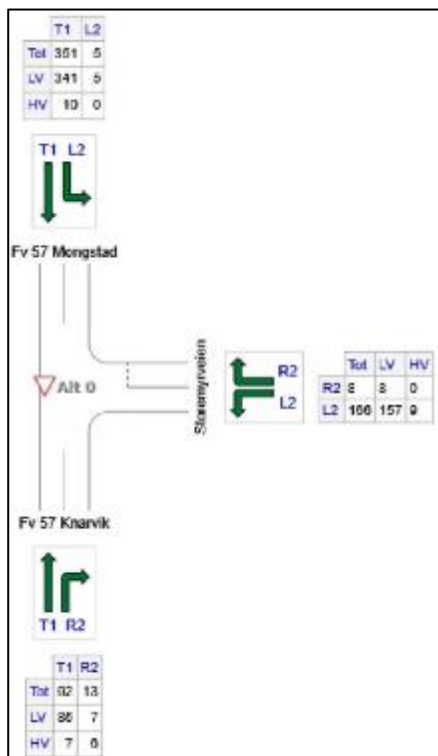 T1 L2
Tot 351 5
LV 341 5
HV 10 0
T1 L2
Fv 57 Mongstad
Alt 0
Storemyrveien
R2
L2
Tot LV HV
R2 8 8 0
L2 166 157 9
Fv 57 Knarvik
T1 R2
T1 R2
Tot 92 13
LV 85 7
HV 7 6